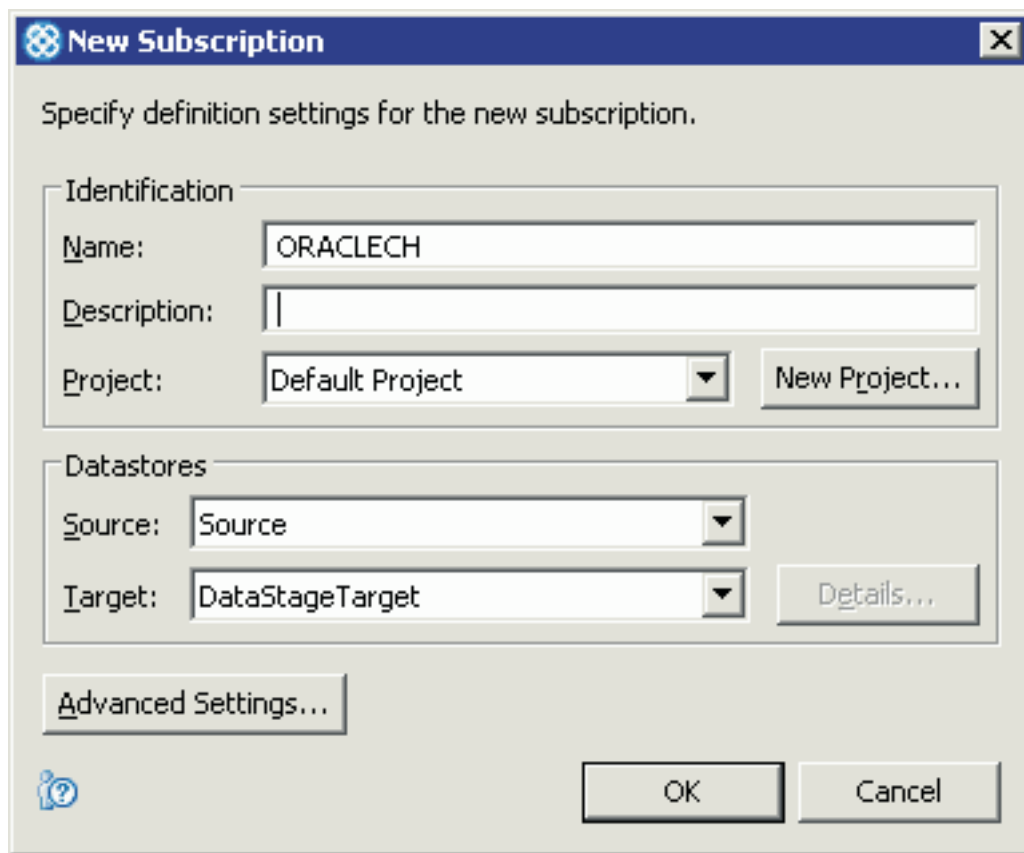 New Subscription
Specify definition settings for the new subscription.
Identification
Name: ORACLECH
Description:
Project: Default Project New Project...
Datastores
Source: Source
Target: DataStageTarget Details...
Advanced Settings...
OK Cancel